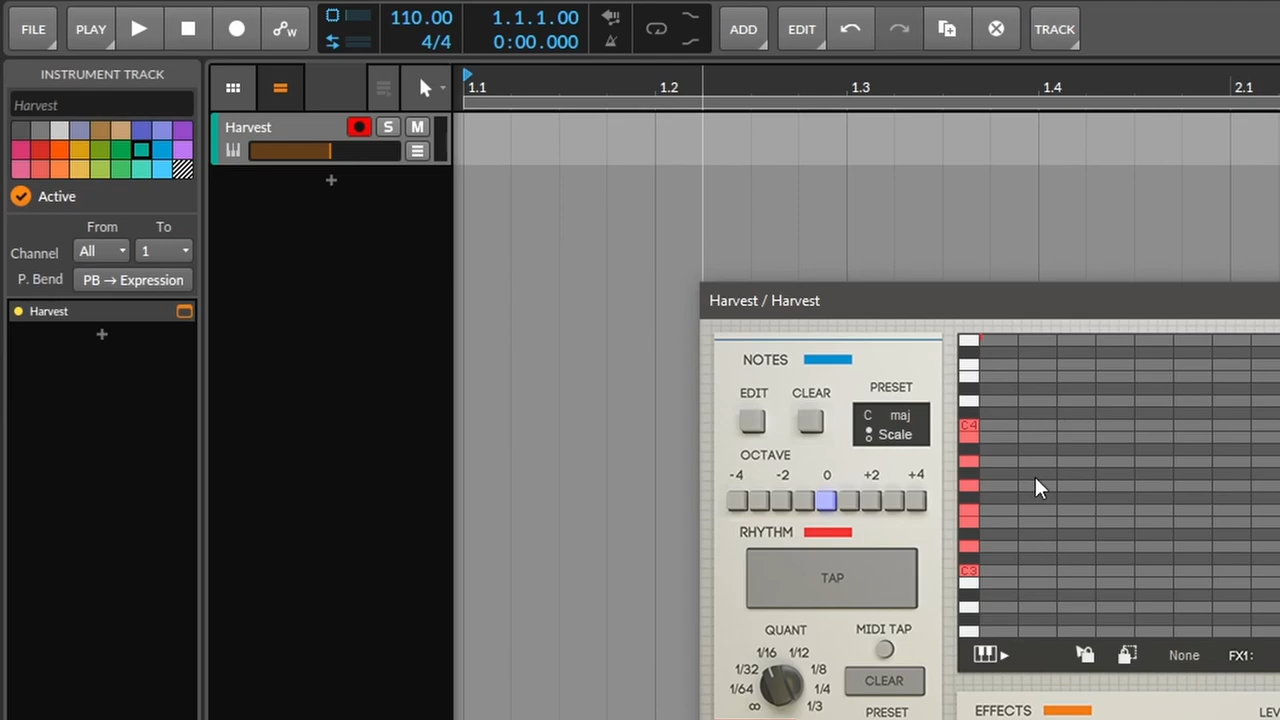 FILE PLAY 110.00 4/4 1.1.1.00 0:00.000 ADD EDIT TRACK
INSTRUMENT TRACK
Harvest
Active
From To
Channel All 1
P. Bend PB → Expression
Harvest
1.1 1.2 1.3 1.4 2.1
Harvest S M
Harvest / Harvest
NOTES
EDIT CLEAR PRESET
C maj
Scale
OCTAVE
-4 -2 0 +2 +4
RHYTHM
TAP
QUANT MIDI TAP
1/16 1/12
1/32 1/8
1/64 1/4
∞ 1/3
CLEAR
PRESET
C4
C3
None FX1:
EFFECTS LEV